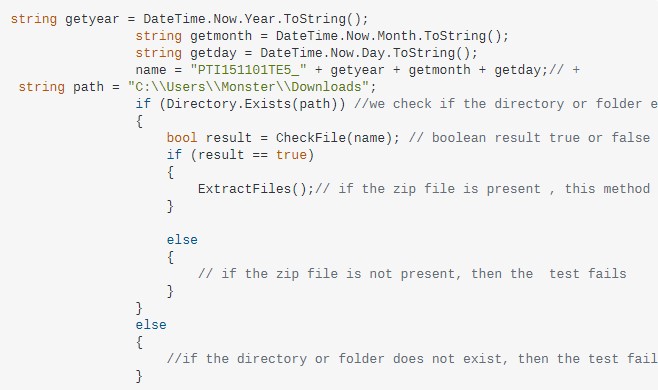 string getyear = DateTime.Now.Year.ToString();
string getmonth = DateTime.Now.Month.ToString();
string getday = DateTime.Now.Day.ToString();
name = "PTI151101TE5_" + getyear + getmonth + getday;// +
string path = "C:\\Users\\Monster\\Downloads";
if (Directory.Exists(path)) //we check if the directory or folder e
{
bool result = CheckFile(name); // boolean result true or false
if (result == true)
{
ExtractFiles();// if the zip file is present , this method
}
else
{
// if the zip file is not present, then the  test fails
}
}
else
{
//if the directory or folder does not exist, then the test fail
}